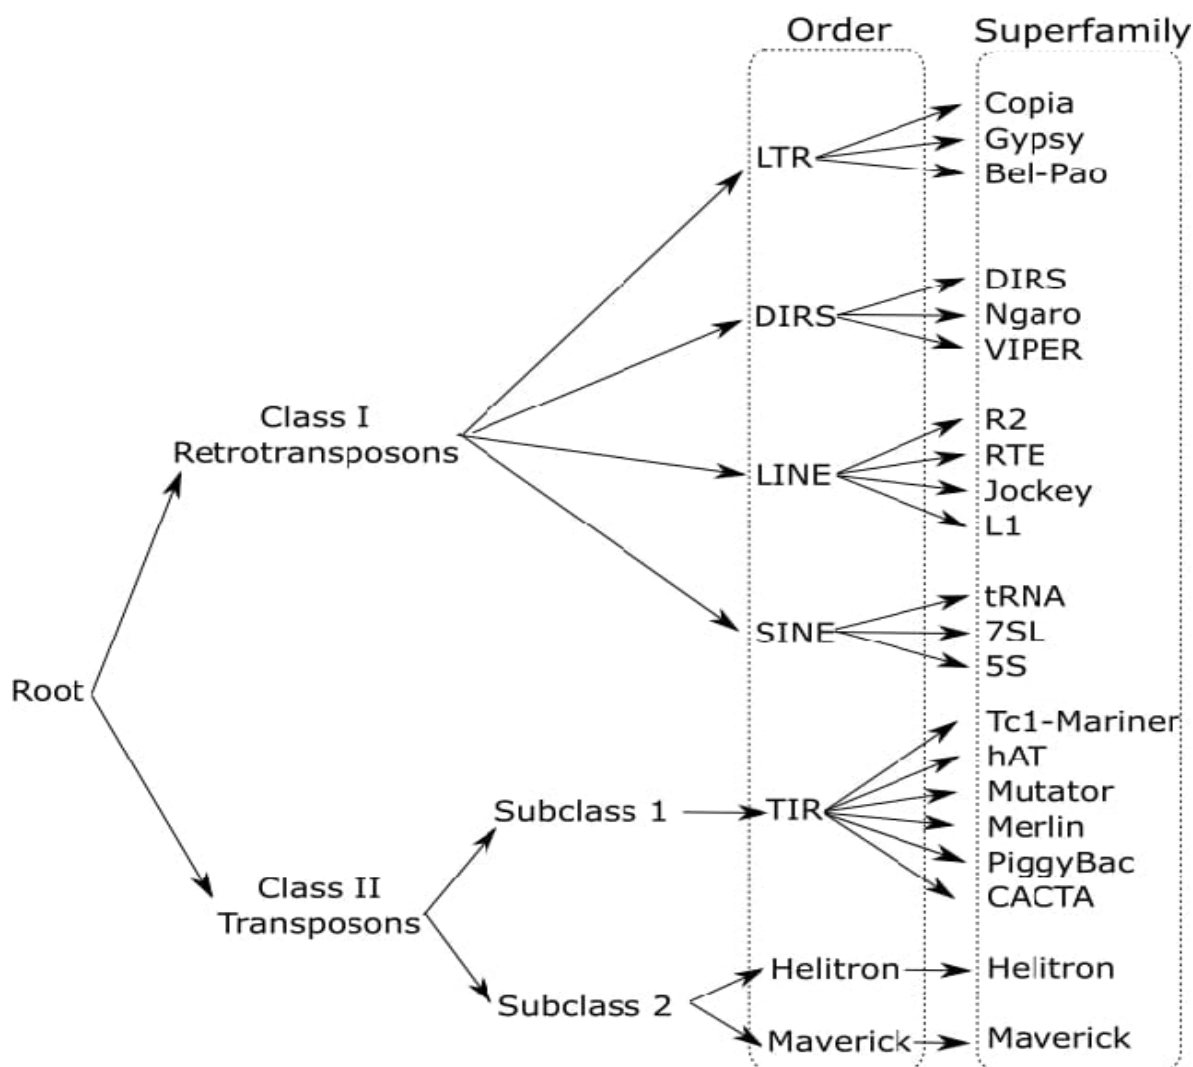 Order
Superfamily
Root
Class I
Retrotransposons
LTR
Copia
Gypsy
Bel-Pao
DIRS
DIRS
Ngaro
VIPER
LINE
R2
RTE
Jockey
L1
SINE
tRNA
7SL
5S
Class II
Transposons
Subclass 1
TIR
Tc1-Mariner
hAT
Mutator
Merlin
PiggyBac
CACTA
Subclass 2
Helitron
Helitron
Maverick
Maverick